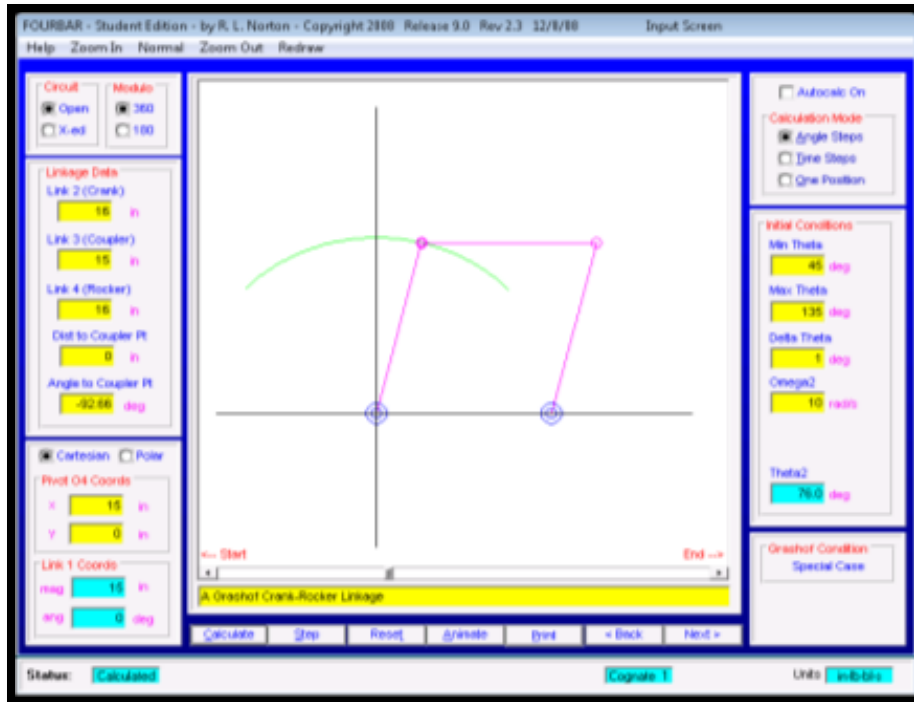 FOURBAR - Student Edition - by R. L. Norton - Copyright 2008 Release 9.0 Rev 2.3 12/8/08 Input Screen
Help Zoom In Normal Zoom Out Redraw
Circuit
Open
X-ed
Modulo
360
180
Linkage Data
Link 2 (Crank)
16 in
Link 3 (Coupler)
15 in
Link 4 (Rocker)
16 in
Dist to Coupler Pt
0 in
Angle to Coupler Pt
-92.66 deg
Cartesian Polar
Pivot O4 Coords
X 15 in
Y 0 in
Link 1 Coords
mag 15 in
ang 0 deg
<-- Start End -->
A Grashof Crank-Rocker Linkage
Calculate Step Reset Animate Print < Back Next >
Autocalc On
Calculation Mode
Angle Steps
Time Steps
One Position
Initial Conditions
Min Theta
45 deg
Max Theta
135 deg
Delta Theta
1 deg
Omega2
10 rad/s
Theta2
76.0 deg
Grashof Condition
Special Case
Status: Calculated Cognate 1 Units